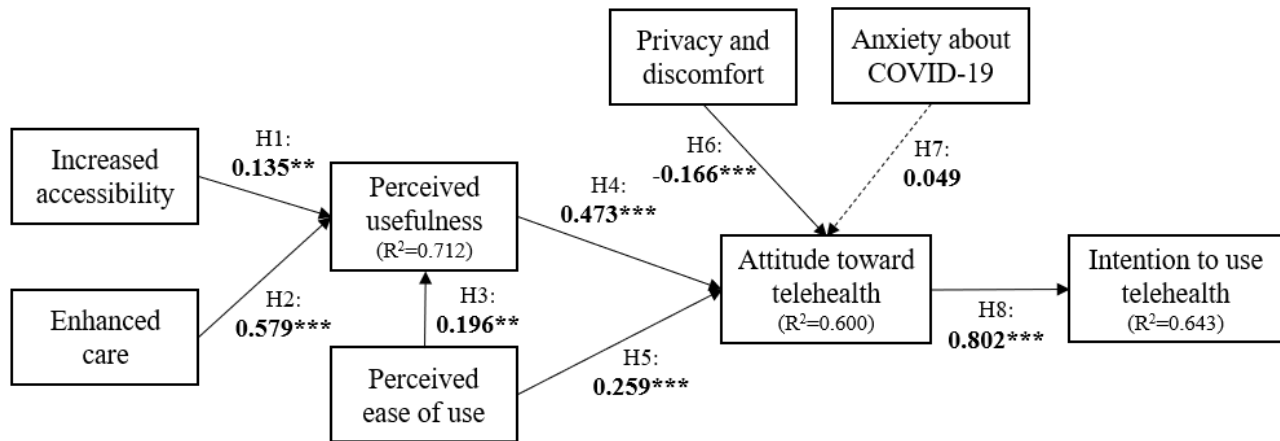 Privacy and
discomfort
Anxiety about
COVID-19
Increased
accessibility
H1:
0.135**
Perceived
usefulness
(R²=0.712)
H4:
0.473***
H6:
-0.166***
H7:
0.049
Enhanced
care
H2:
0.579***
H3:
0.196**
Perceived
ease of use
H5:
0.259***
Attitude toward
telehealth
(R²=0.600)
H8:
0.802***
Intention to use
telehealth
(R²=0.643)